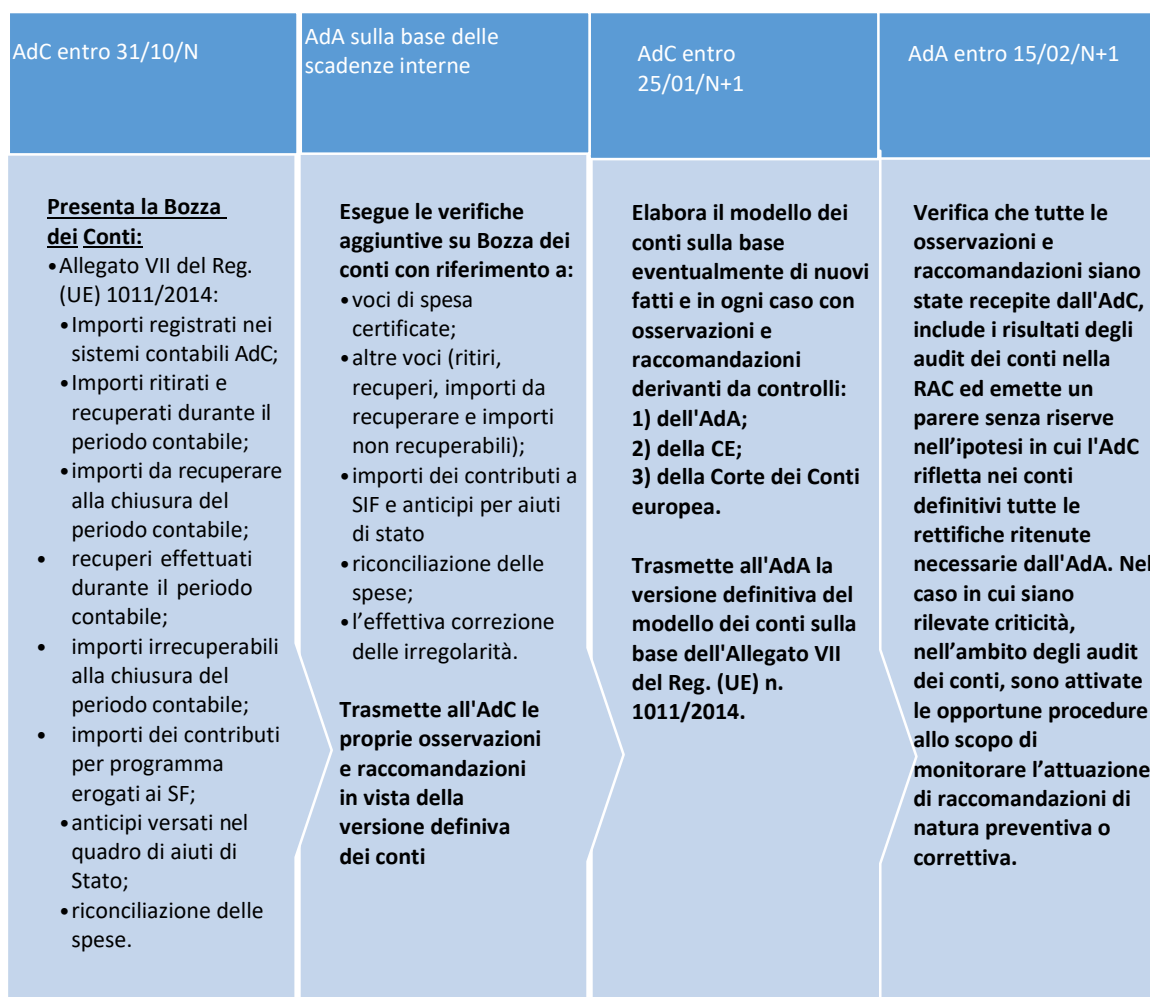 AdC entro 31/10/N
AdA sulla base delle
scadenze interne
AdC entro
25/01/N+1
AdA entro 15/02/N+1
Presenta la Bozza
dei Conti:
•Allegato VII del Reg.
(UE) 1011/2014:
•Importi registrati nei
sistemi contabili AdC;
•Importi ritirati e
recuperati durante il
periodo contabile;
•importi da recuperare
alla chiusura del
periodo contabile;
• recuperi effettuati
durante il periodo
contabile;
• importi irrecuperabili
alla chiusura del
periodo contabile;
• importi dei contributi
per programma
erogati ai SF;
•anticipi versati nel
quadro di aiuti di
Stato;
•riconciliazione delle
spese.
Esegue le verifiche
aggiuntive su Bozza dei
conti con riferimento a:
•voci di spesa
certificate;
•altre voci (ritiri,
recuperi, importi da
recuperare e importi
non recuperabili);
•importi dei contributi a
SIF e anticipi per aiuti
di stato
•riconciliazione delle
spese;
•l’effettiva correzione
delle irregolarità.
Trasmette all'AdC le
proprie osservazioni
e raccomandazioni
in vista della
versione definiva
dei conti
Elabora il modello dei
conti sulla base
eventualmente di nuovi
fatti e in ogni caso con
osservazioni e
raccomandazioni
derivanti da controlli:
1) dell'AdA;
2) della CE;
3) della Corte dei Conti
europea.
Trasmette all'AdA la
versione definitiva del
modello dei conti sulla
base dell'Allegato VII
del Reg. (UE) n.
1011/2014.
Verifica che tutte le
osservazioni e
raccomandazioni siano
state recepite dall'AdC,
include i risultati degli
audit dei conti nella
RAC ed emette un
parere senza riserve
nell’ipotesi in cui l'AdC
rifletta nei conti
definitivi tutte le
rettifiche ritenute
necessarie dall'AdA. Nel
caso in cui siano
rilevate criticità,
nell’ambito degli audit
dei conti, sono attivate
le opportune procedure
allo scopo di
monitorare l’attuazione
di raccomandazioni di
natura preventiva o
correttiva.